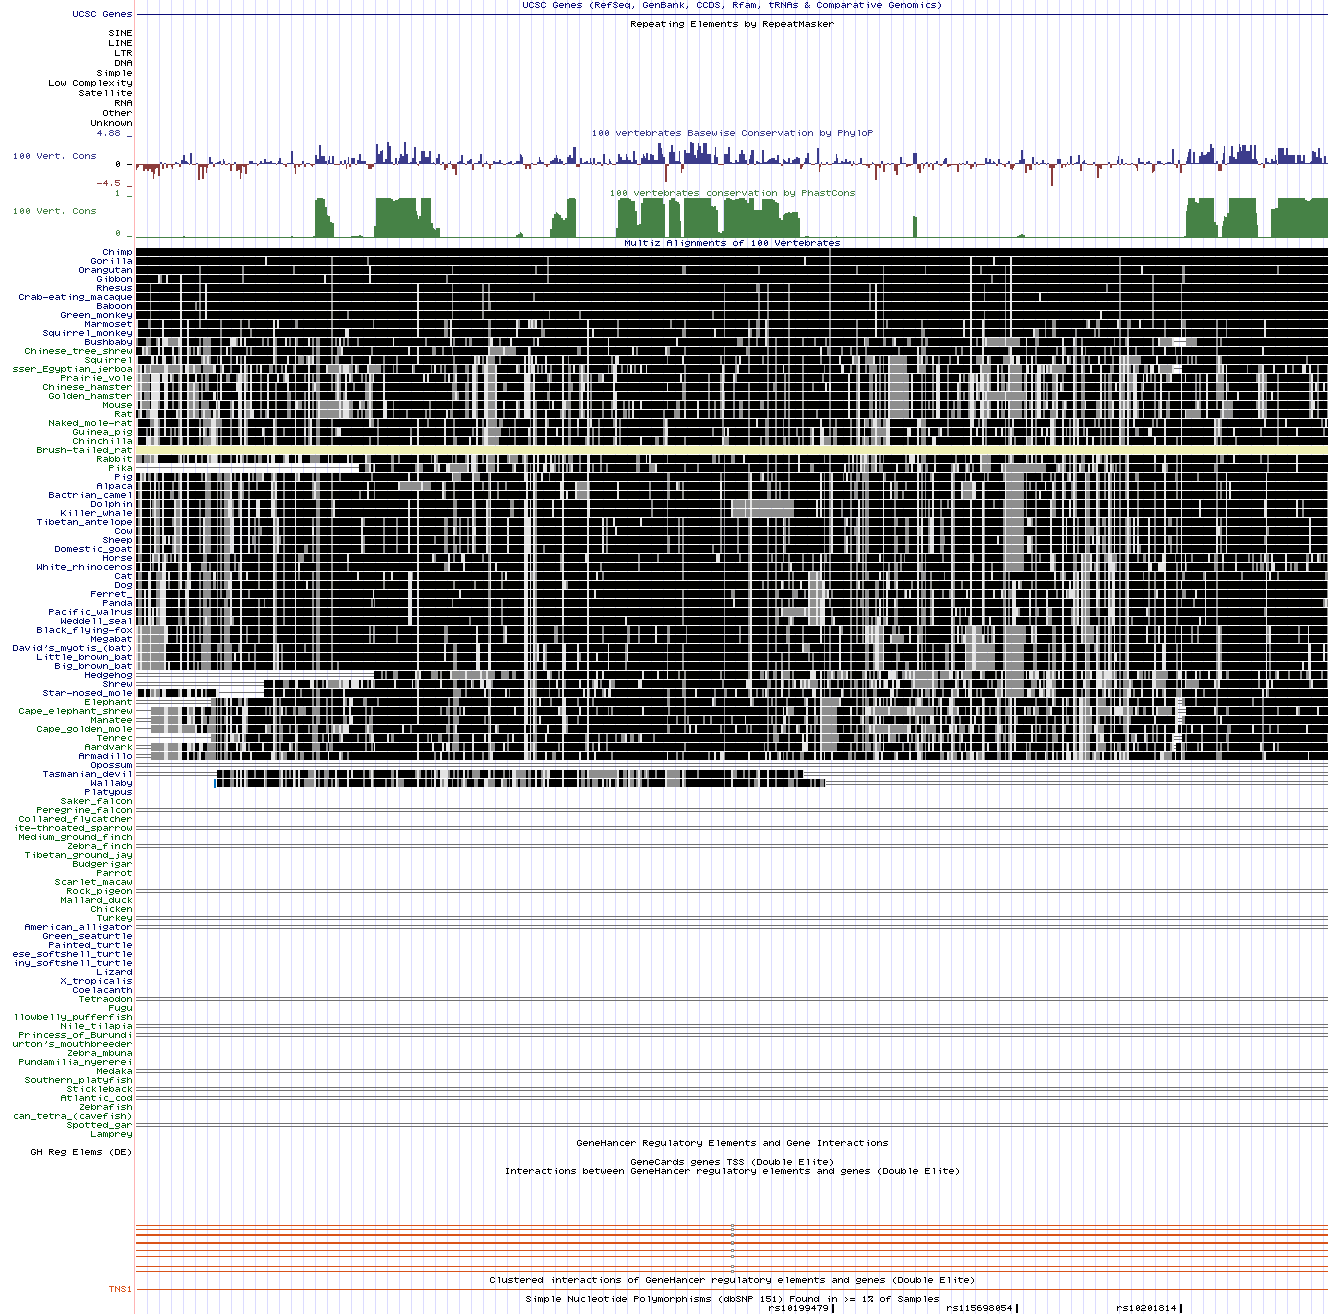 UCSC Genes (RefSeq, GenBank, CCDS, Rfam, tRNAs & Comparative Genomics)
UCSC Genes
Repeating Elements by RepeatMasker
SINE
LINE
LTR
DNA
Simple
Low Complexity
Satellite
RNA
Other
Unknown
4.88 _
100 vertebrates Basewise Conservation by PhyloP
100 Vert. Cons
0 _
-4.5 _
1 _
100 vertebrates conservation by PhastCons
100 Vert. Cons
0 _
Multiz Alignments of 100 Vertebrates
Chimp
Gorilla
Orangutan
Gibbon
Rhesus
Crab-eating_macaque
Baboon
Green_monkey
Marmoset
Squirrel_monkey
Bushbaby
Chinese_tree_shrew
Squirrel
sser_Egyptian_jerboa
Prairie_vole
Chinese_hamster
Golden_hamster
Mouse
Rat
Naked_mole-rat
Guinea_pig
Chinchilla
Brush-tailed_rat
Rabbit
Pika
Pig
Alpaca
Bactrian_camel
Dolphin
Killer_whale
Tibetan_antelope
Cow
Sheep
Domestic_goat
Horse
White_rhinoceros
Cat
Dog
Ferret_
Panda
Pacific_walrus
Weddell_seal
Black_flying-fox
Megabat
David's_myotis_(bat)
Little_brown_bat
Big_brown_bat
Hedgehog
Shrew
Star-nosed_mole
Elephant
Cape_elephant_shrew
Manatee
Cape_golden_mole
Tenrec
Aardvark
Armadillo
Opossum
Tasmanian_devil
Wallaby
Platypus
Saker_falcon
Peregrine_falcon
Collared_flycatcher
ite-throated_sparrow
Medium_ground_finch
Zebra_finch
Tibetan_ground_jay
Budgerigar
Parrot
Scarlet_macaw
Rock_pigeon
Mallard_duck
Chicken
Turkey
American_alligator
Green_seaturtle
Painted_turtle
ese_softshell_turtle
iny_softshell_turtle
Lizard
X_tropicalis
Coelacanth
Tetraodon
Fugu
llowbelly_pufferfish
Nile_tilapia
Princess_of_Burundi
urton's_mouthbreeder
Zebra_mbuna
Pundamilia_nyererei
Medaka
Southern_platyfish
Stickleback
Atlantic_cod
Zebrafish
can_tetra_(cavefish)
Spotted_gar
Lamprey
GeneHancer Regulatory Elements and Gene Interactions
GH Reg Elems (DE)
GeneCards genes TSS (Double Elite)
Interactions between GeneHancer regulatory elements and genes (Double Elite)
Clustered interactions of GeneHancer regulatory elements and genes (Double Elite)
TNS1
Simple Nucleotide Polymorphisms (dbSNP 151) Found in >= 1% of Samples
rs10199479 rs115698054 rs10201814